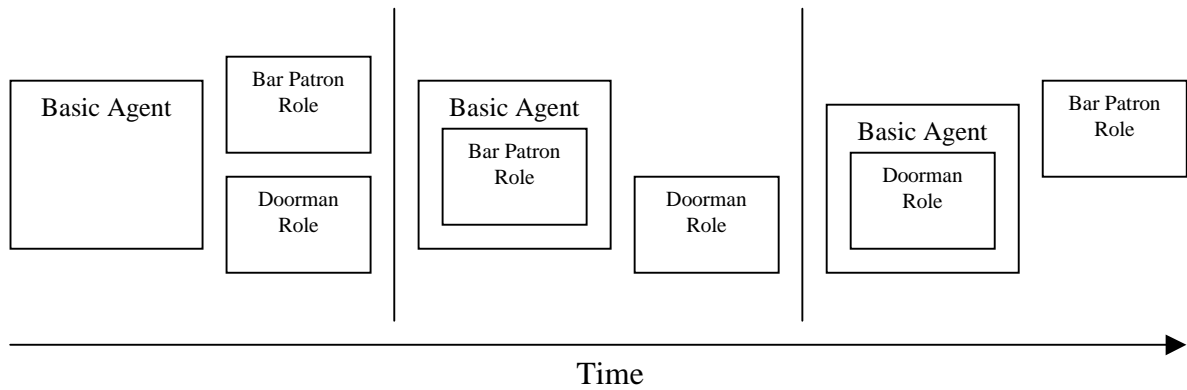 Basic Agent
Bar Patron
Role
Doorman
Role
Basic Agent
Bar Patron
Role
Doorman
Role
Basic Agent
Doorman
Role
Bar Patron
Role
Time